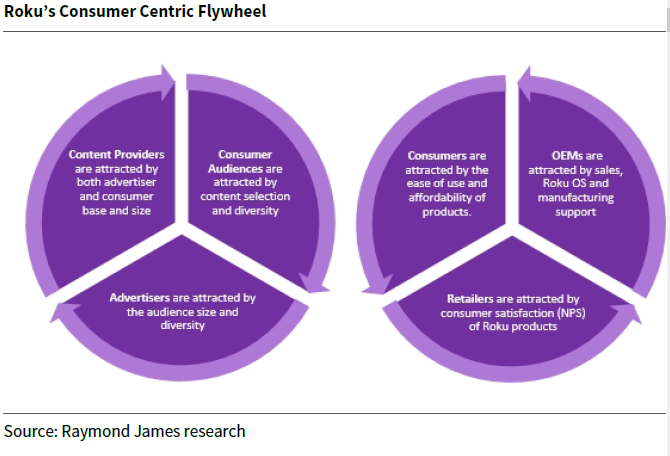 Roku’s Consumer Centric Flywheel
Content Providers
are attracted by
both advertiser
and consumer
base and size
Consumer
Audiences are
attracted by
content selection
and diversity
Advertisers are attracted by
the audience size and
diversity
Consumers are
attracted by the
ease of use and
affordability of
products.
OEMs are
attracted by sales,
Roku OS and
manufacturing
support
Retailers are attracted by
consumer satisfaction (NPS)
of Roku products
Source: Raymond James research